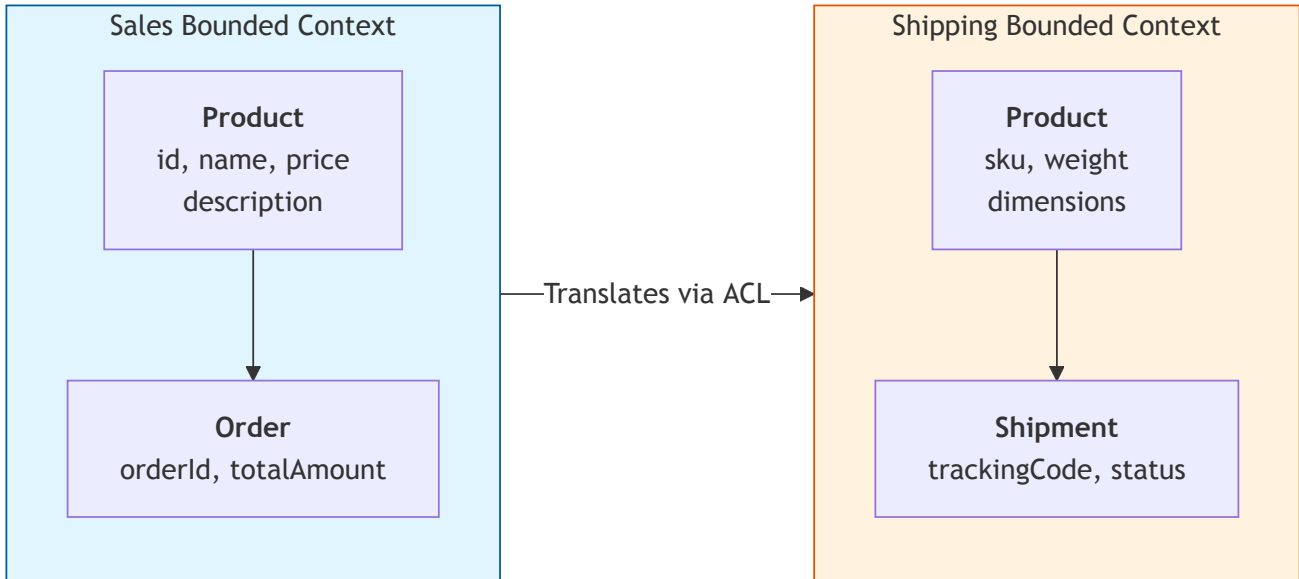 Sales Bounded Context
Product
id, name, price
description
Order
orderId, totalAmount
Translates via ACL
Shipping Bounded Context
Product
sku, weight
dimensions
Shipment
trackingCode, status